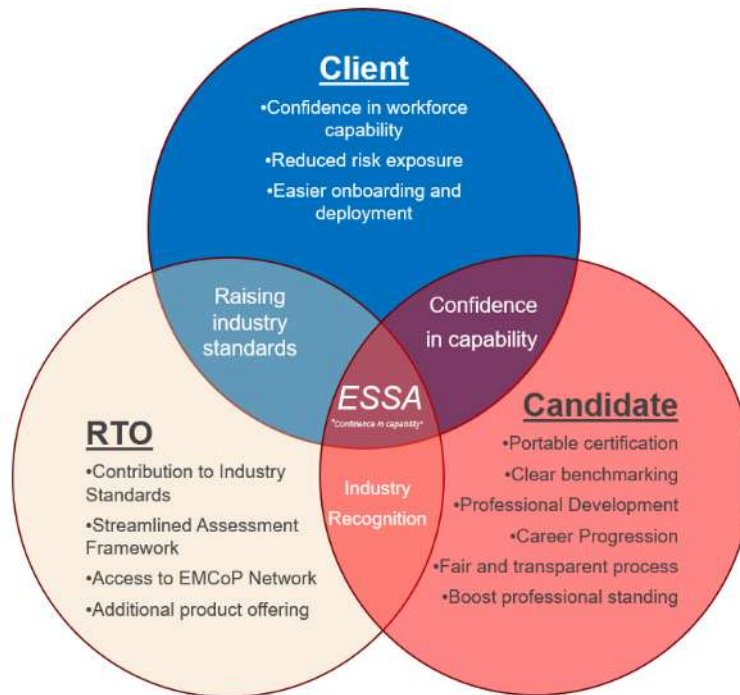 Client
•Confidence in workforce
capability
•Reduced risk exposure
•Easier onboarding and
deployment
Raising
industry
standards
Confidence
in capability
ESSA
"Confidence in capability"
RTO
•Contribution to Industry
Standards
•Streamlined Assessment
Framework
•Access to EMCoP Network
•Additional product offering
Industry
Recognition
Candidate
•Portable certification
•Clear benchmarking
•Professional Development
•Career Progression
•Fair and transparent process
•Boost professional standing